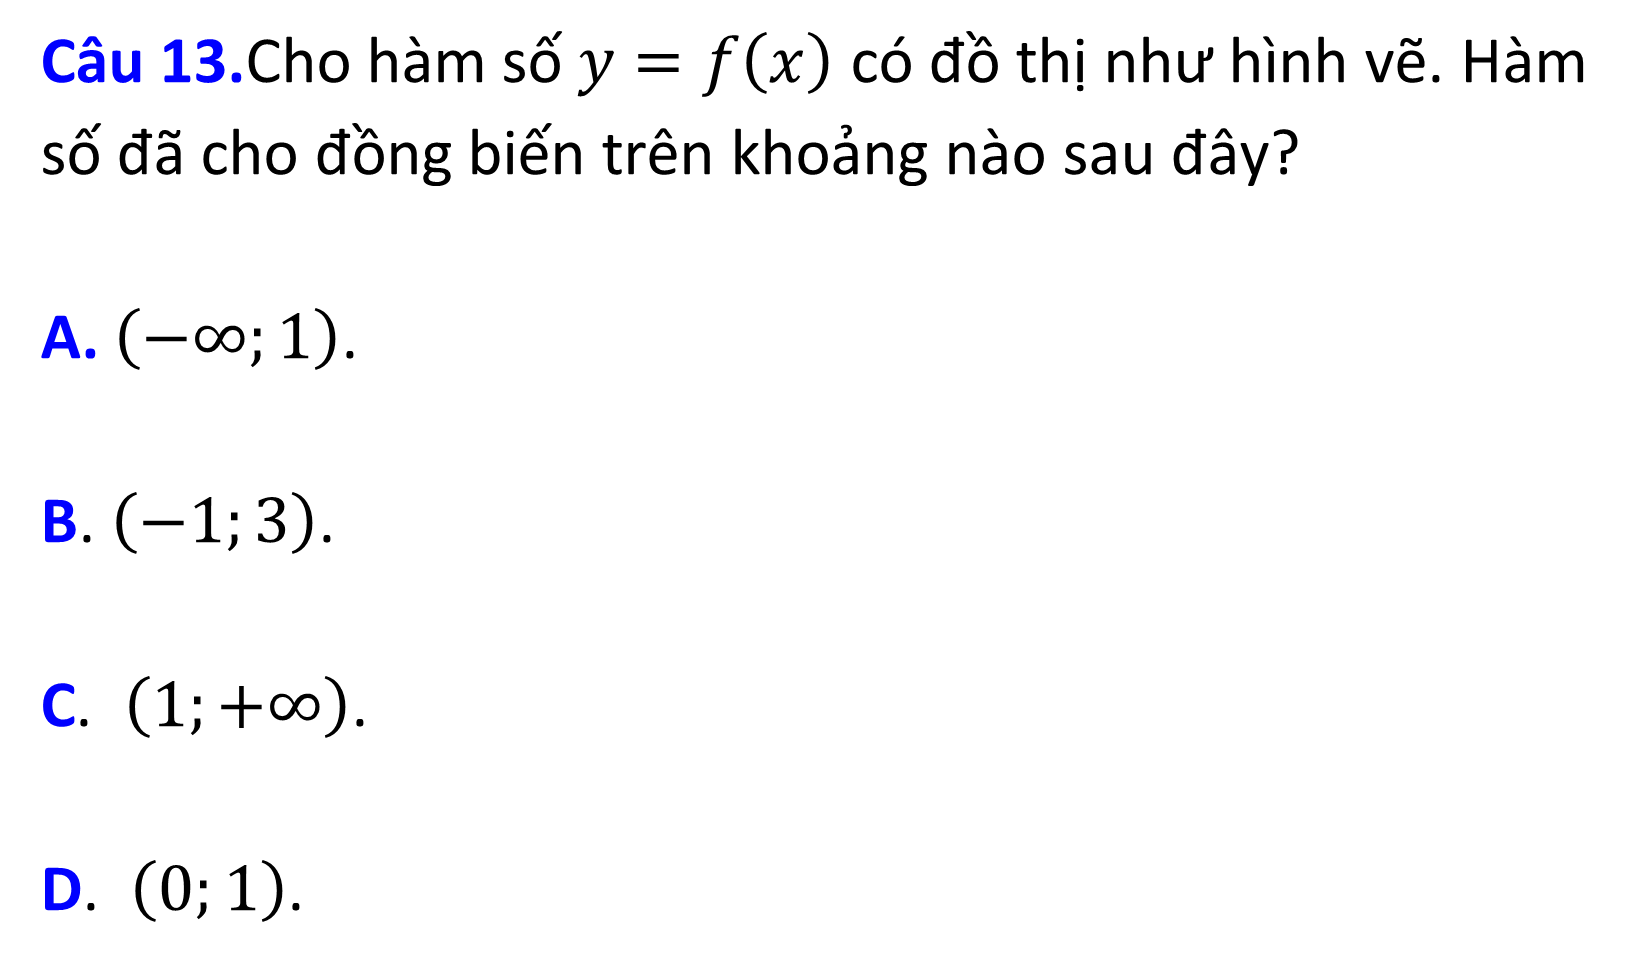 Câu 13.Cho hàm số y = f(x) có đồ thị như hình vẽ. Hàm
số đã cho đồng biến trên khoảng nào sau đây?
A. (−∞; 1).
B. (−1; 3).
C. (1; +∞).
D. (0; 1).